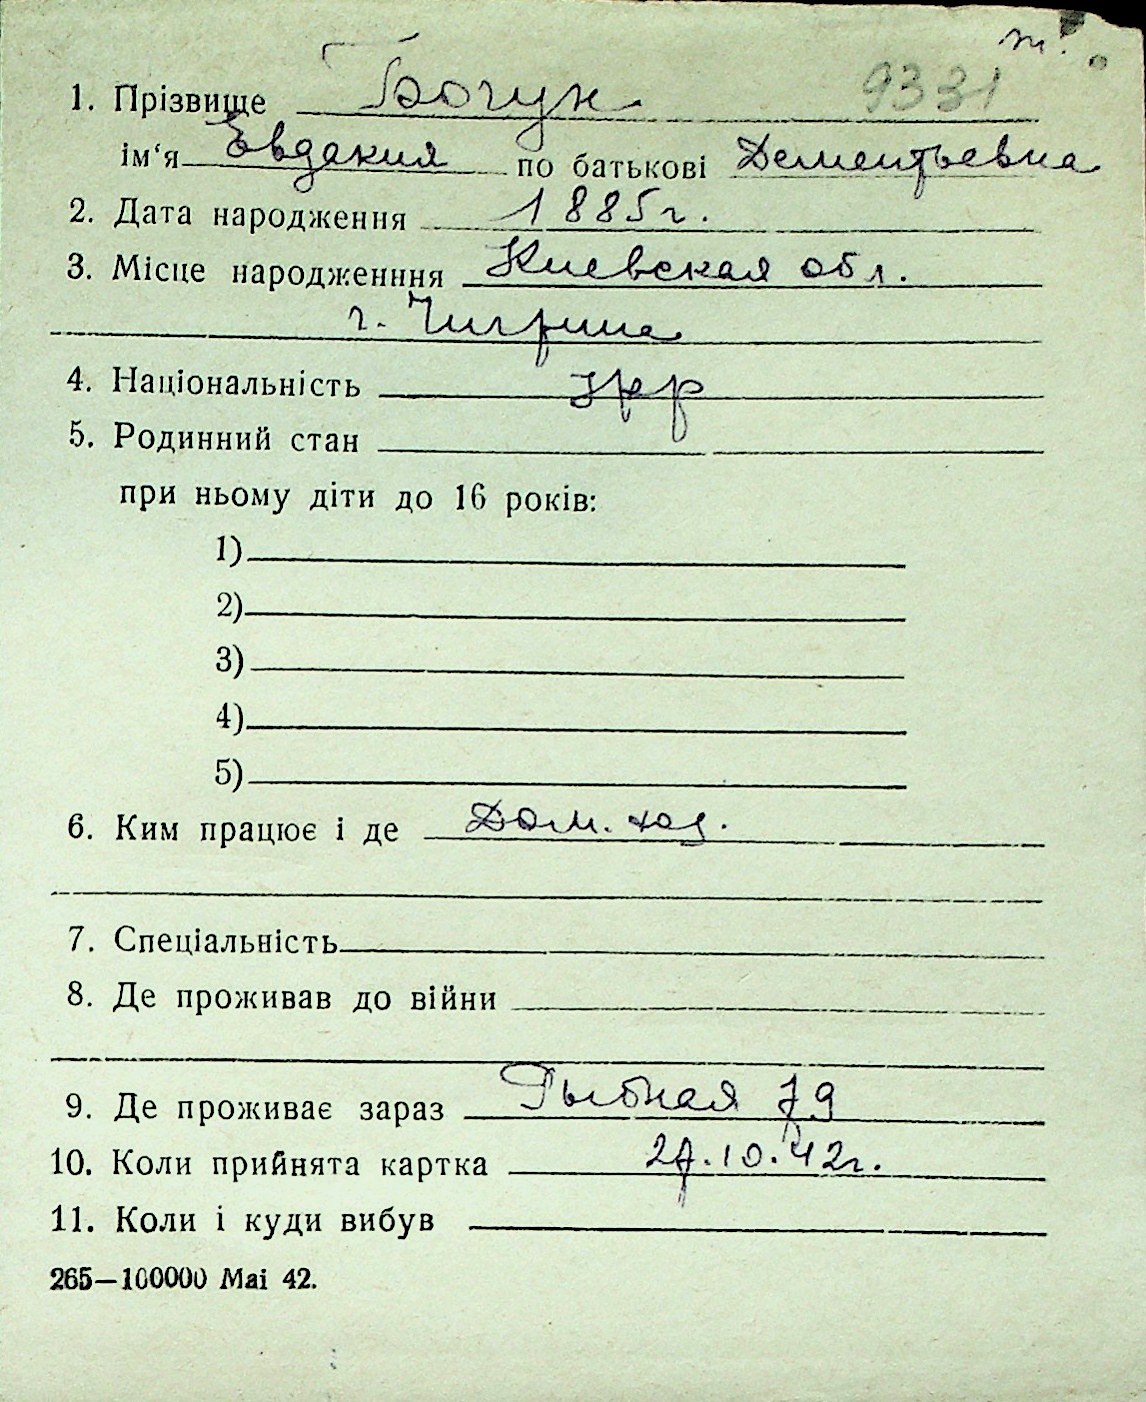 т.
9331
1. Прізвище Богун
ім‘я Евдакия по батькові Дементьевна
2. Дата народження 1885г.
3. Місце народженння Киевская обл.
г. Чигрина
4. Національність укр
5. Родинний стан
при ньому діти до 16 років:
1)
2)
3)
4)
5)
6. Ким працює і де Дом. хоз.
7. Спеціальність
8. Де проживав до війни
9. Де проживає зараз Рыбная 79
10. Коли прийнята картка 27.10.42г.
11. Коли і куди вибув
265—100000 Mai 42.